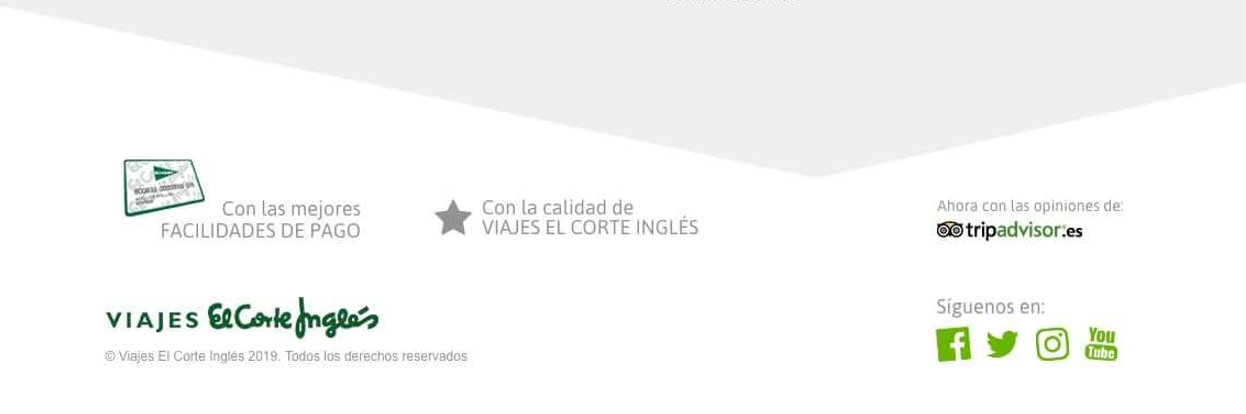 Con las mejores
FACILIDADES DE PAGO
Con la calidad de
VIAJES EL CORTE INGLÉS
Ahora con las opiniones de:
tripadvisor.es
VIAJES El Corte Inglés
© Viajes El Corte Inglés 2019. Todos los derechos reservados
Síguenos en:
You
Tube